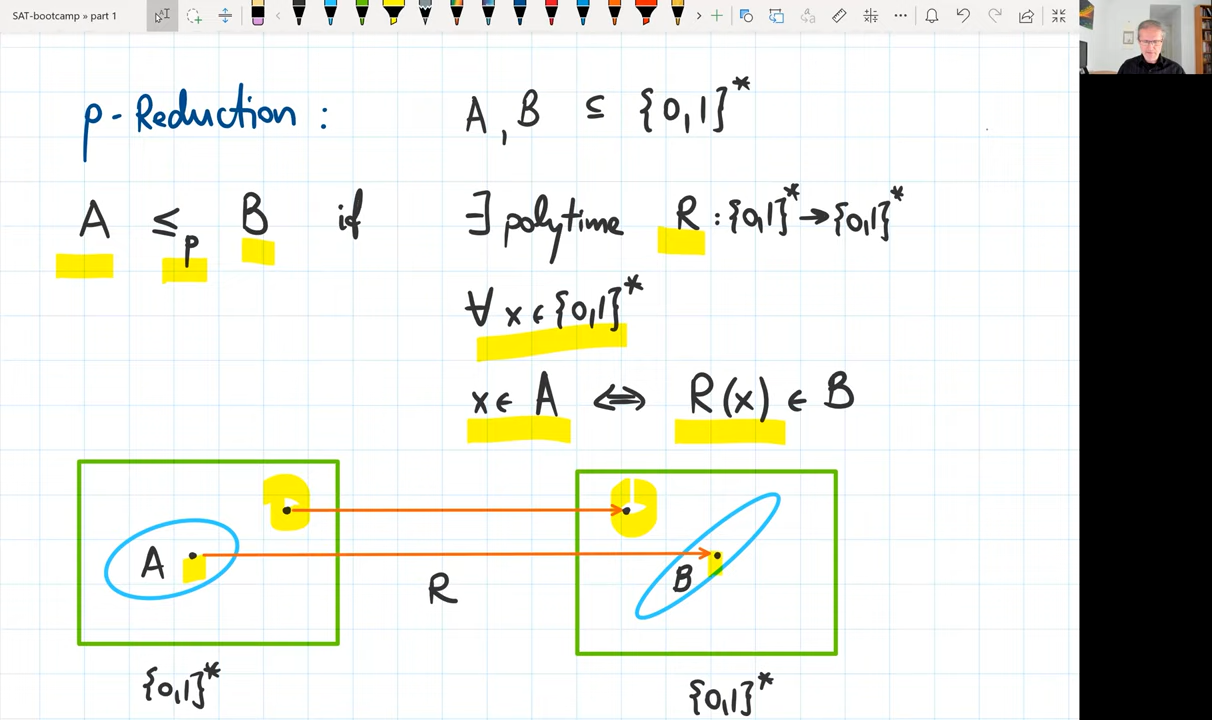 SAT-bootcamp » part 1
p-Reduction : A, B ⊆ {0,1}*
A ≤p B if ∃ polytime R : {0,1}* → {0,1}*
∀ x ∈ {0,1}*
x ∈ A ⇔ R(x) ∈ B
A R B
{0,1}* {0,1}*